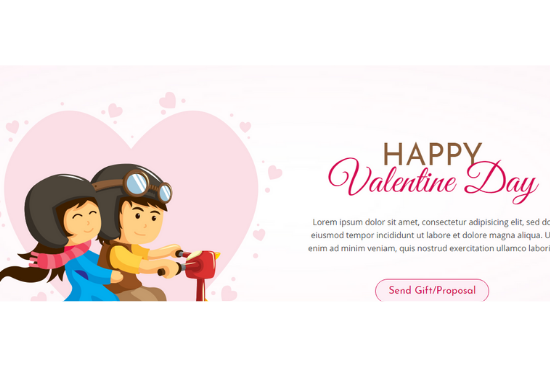 HAPPY
Valentine Day
Lorem ipsum dolor sit amet, consectetur adipisicing elit, sed do
eiusmod tempor incididunt ut labore et dolore magna aliqua. U
enim ad minim veniam, quis nostrud exercitation ullamco labori
Send Gift/Proposal